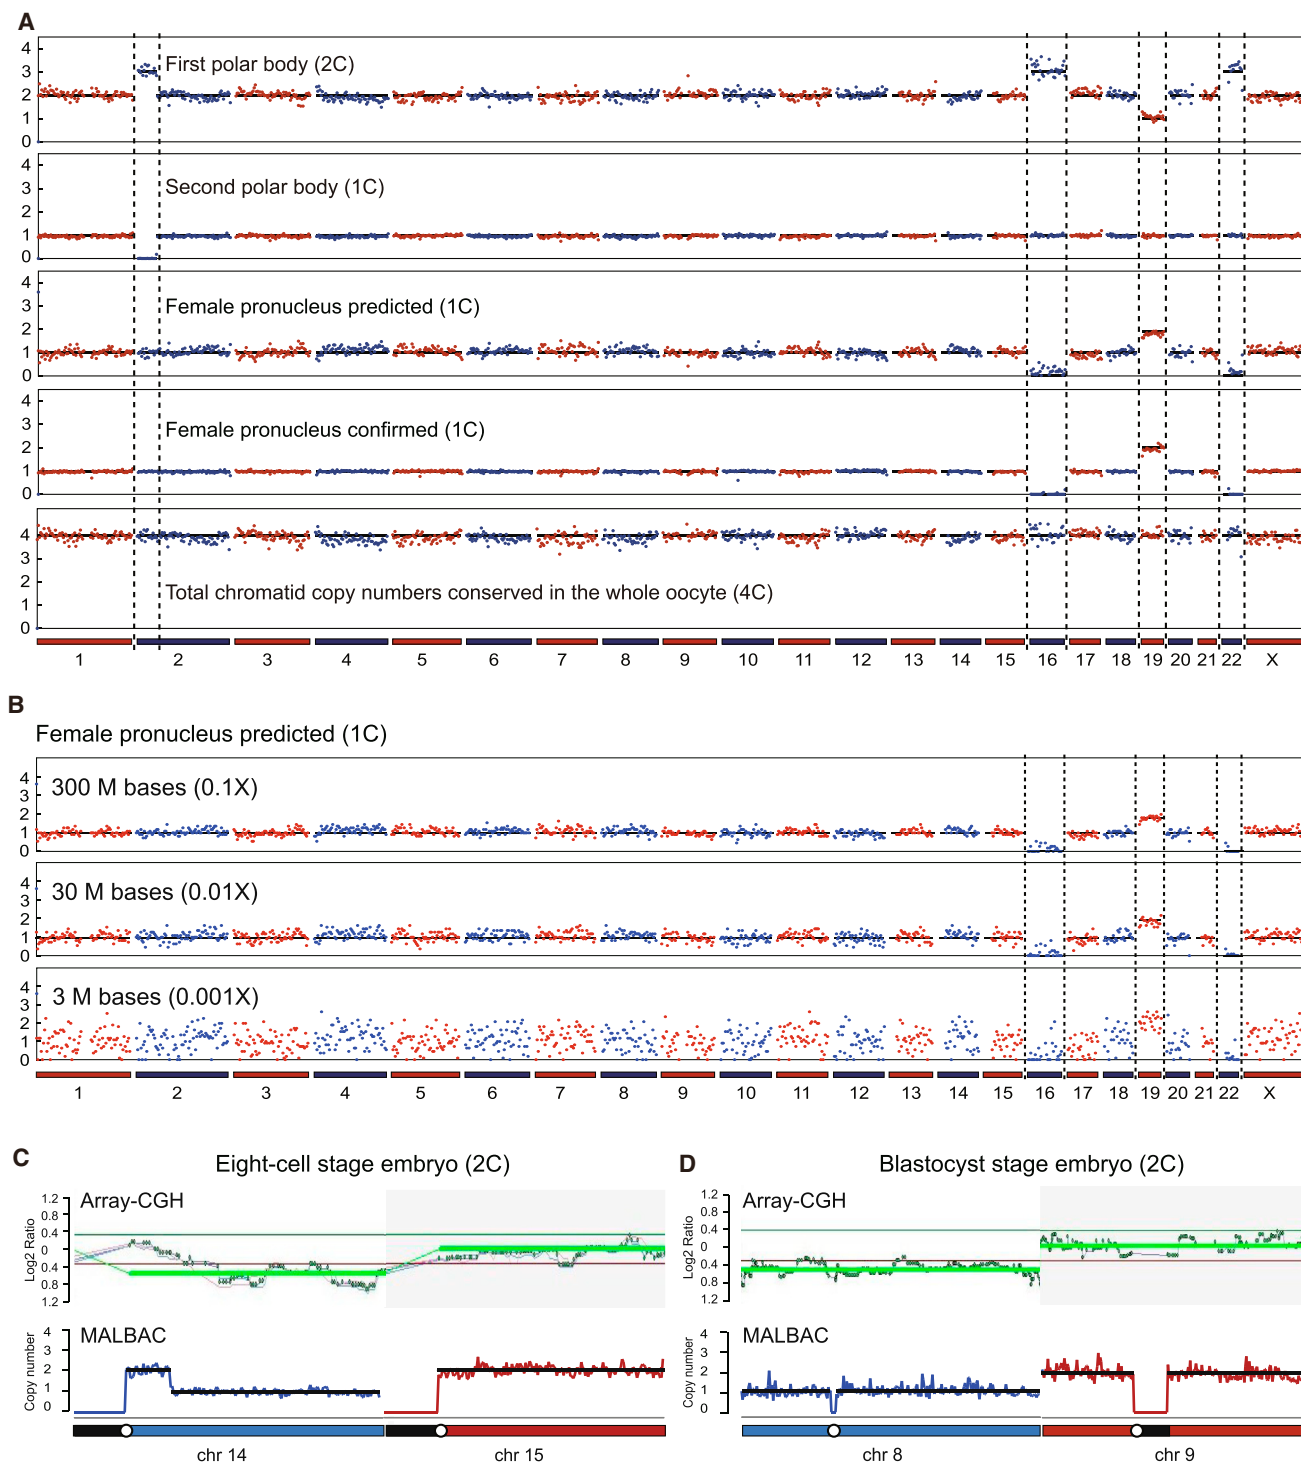 A
4
3
2
1
0
First polar body (2C)
4
3
2
1
0
Second polar body (1C)
4
3
2
1
0
Female pronucleus predicted (1C)
4
3
2
1
0
Female pronucleus confirmed (1C)
4
3
2
1
0
Total chromatid copy numbers conserved in the whole oocyte (4C)
1 2 3 4 5 6 7 8 9 10 11 12 13 14 15 16 17 18 19 20 21 22 X
B
Female pronucleus predicted (1C)
4
3
2
1
0
300 M bases (0.1X)
4
3
2
1
0
30 M bases (0.01X)
4
3
2
1
0
3 M bases (0.001X)
1 2 3 4 5 6 7 8 9 10 11 12 13 14 15 16 17 18 19 20 21 22 X
C
Eight-cell stage embryo (2C)
Array-CGH
Log2 Ratio
1.2
0.8
0.4
0
0.4
0.8
1.2
MALBAC
Copy number
4
3
2
1
0
chr 14 chr 15
D
Blastocyst stage embryo (2C)
Array-CGH
Log2 Ratio
1.2
0.8
0.4
0
0.4
0.8
1.2
MALBAC
Copy number
4
3
2
1
0
chr 8 chr 9